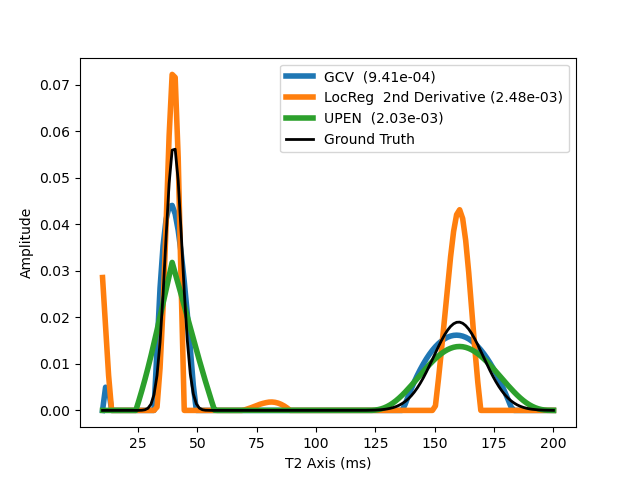 GCV (9.41e-04)
LocReg 2nd Derivative (2.48e-03)
UPEN (2.03e-03)
Ground Truth
Amplitude
0.07
0.06
0.05
0.04
0.03
0.02
0.01
0.00
25 50 75 100 125 150 175 200
T2 Axis (ms)